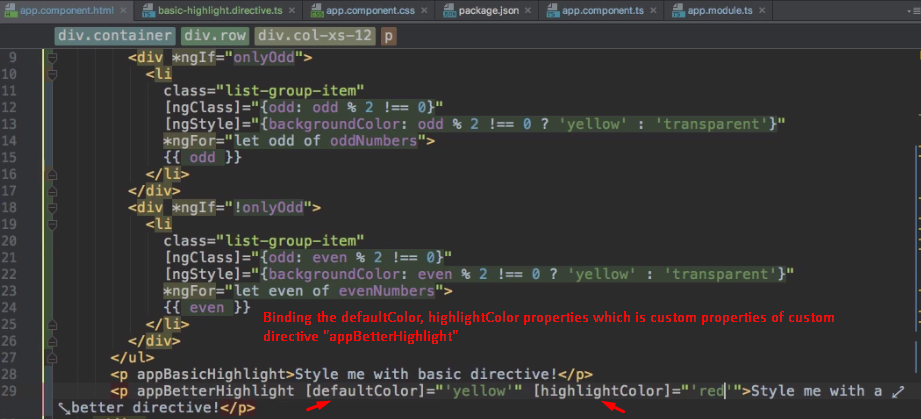 app.component.html × basic-highlight.directive.ts × app.component.css × package.json × app.component.ts × app.module.ts ×
div.container div.row div.col-xs-12 p
9 <div *ngIf="onlyOdd">
10 <li
11 class="list-group-item"
12 [ngClass]="{odd: odd % 2 !== 0}"
13 [ngStyle]="{backgroundColor: odd % 2 !== 0 ? 'yellow' : 'transparent'}"
14 *ngFor="let odd of oddNumbers">
15 {{ odd }}
16 </li>
17 </div>
18 <div *ngIf="!onlyOdd">
19 <li
20 class="list-group-item"
21 [ngClass]="{odd: even % 2 !== 0}"
22 [ngStyle]="{backgroundColor: even % 2 !== 0 ? 'yellow' : 'transparent'}"
23 *ngFor="let even of evenNumbers">
24 {{ even }}
25 </li>
26 </div>
Binding the defaultColor, highlightColor properties which is custom properties of custom
directive "appBetterHighlight"
27 </ul>
28 <p appBasicHighlight>Style me with basic directive!</p>
29 <p appBetterHighlight [defaultColor]="'yellow'" [highlightColor]="'red'">Style me with a
better directive!</p>